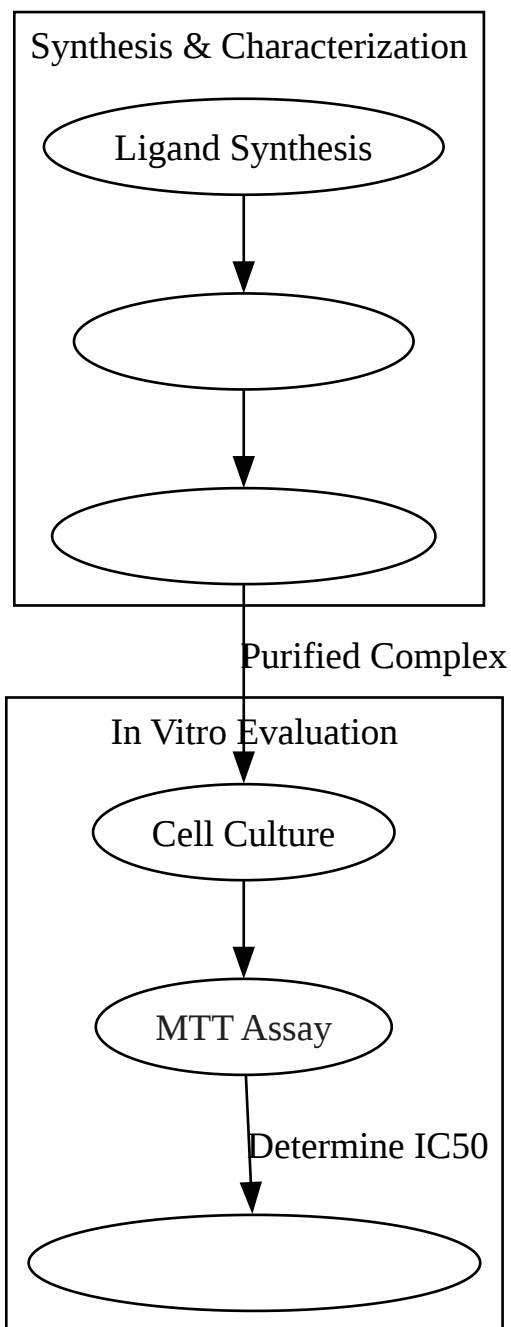 Synthesis & Characterization
Ligand Synthesis
Purified Complex
In Vitro Evaluation
Cell Culture
MTT Assay
Determine IC50